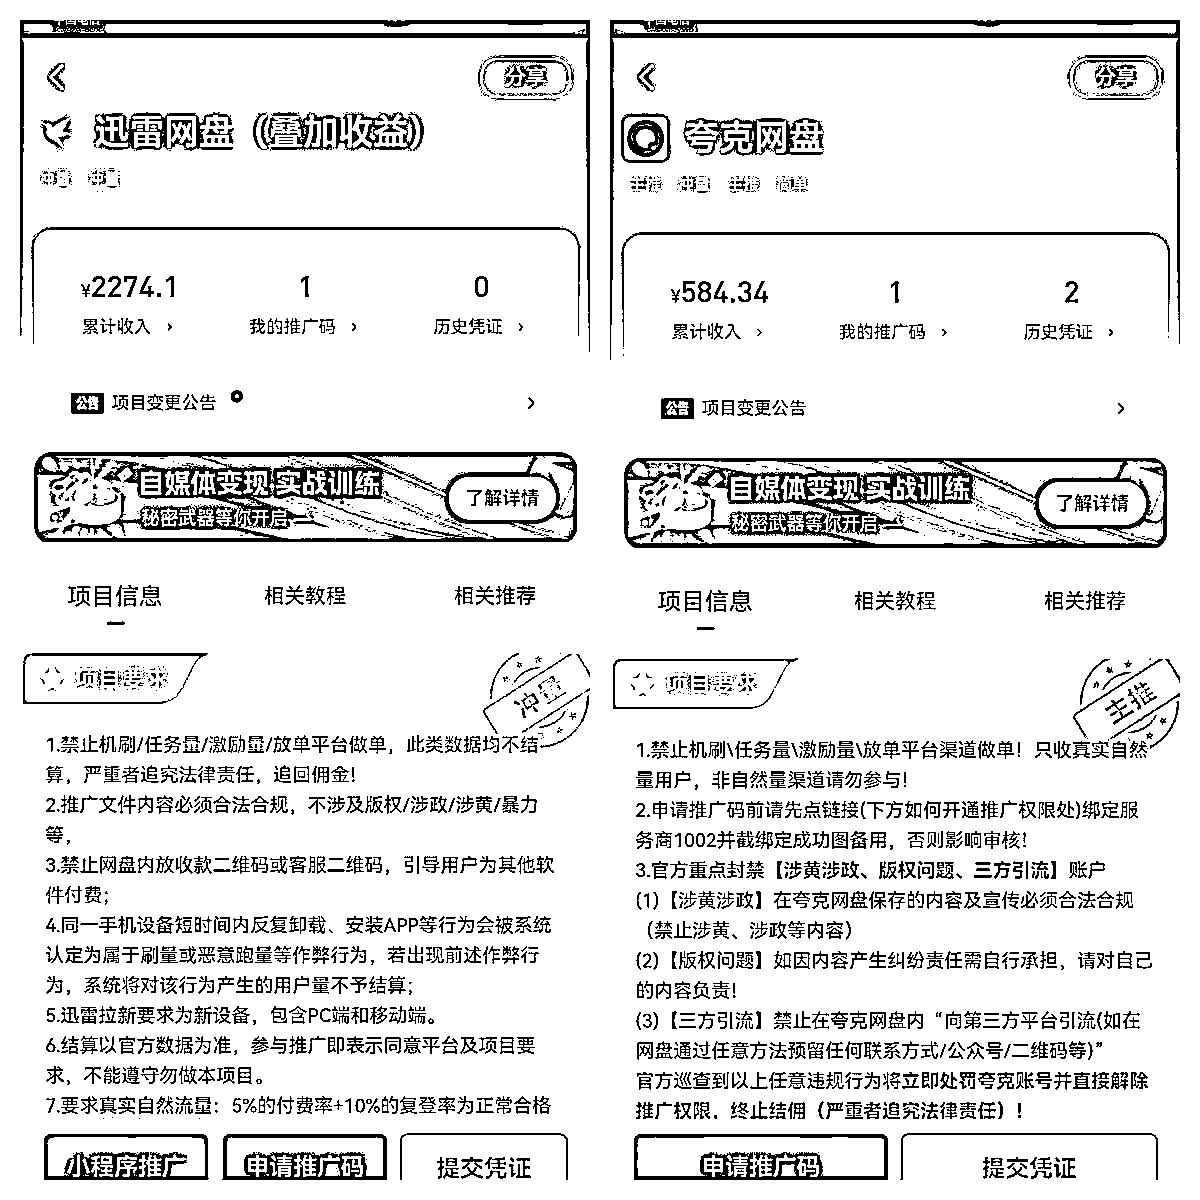 分享
迅雷网盘（叠加收益）
冲量 冲量
¥2274.1 1 0
累计收入 我的推广码 历史凭证
公告 项目变更公告
自媒体变现 实战训练
秘密武器等你开启
了解详情
项目信息 相关教程 相关推荐
项目要求
冲量
1.禁止机刷/任务量/激励量/放单平台做单，此类数据均不结
算，严重者追究法律责任，追回佣金！
2.推广文件内容必须合法合规，不涉及版权/涉政/涉黄/暴力
等，
3.禁止网盘内放收款二维码或客服二维码，引导用户为其他软
件付费；
4.同一手机设备短时间内反复卸载、安装APP等行为会被系统
认定为属于刷量或恶意跑量等作弊行为，若出现前述作弊行
为，系统将对该行为产生的用户量不予结算；
5.迅雷拉新要求为新设备，包含PC端和移动端。
6.结算以官方数据为准，参与推广即表示同意平台及项目要
求，不能遵守勿做本项目。
7.要求真实自然流量：5%的付费率+10%的复登率为正常合格
小程序推广 申请推广码 提交凭证
分享
夸克网盘
主推 冲量 主推 简单
¥584.34 1 2
累计收入 我的推广码 历史凭证
公告 项目变更公告
自媒体变现 实战训练
秘密武器等你开启
了解详情
项目信息 相关教程 相关推荐
项目要求
主推
1.禁止机刷\任务量\激励量\放单平台渠道做单！只收真实自然
量用户，非自然量渠道请勿参与！
2.申请推广码前请先点链接(下方如何开通推广权限处)绑定服
务商1002并截绑定成功图备用，否则影响审核！
3.官方重点封禁【涉黄涉政、版权问题、三方引流】账户
(1)【涉黄涉政】在夸克网盘保存的内容及宣传必须合法合规
（禁止涉黄、涉政等内容）
(2)【版权问题】如因内容产生纠纷责任需自行承担，请对自己
的内容负责！
(3)【三方引流】禁止在夸克网盘内“向第三方平台引流(如在
网盘通过任意方法预留任何联系方式/公众号/二维码等)”
官方巡查到以上任意违规行为将立即处罚夸克账号并直接解除
推广权限，终止结佣（严重者追究法律责任）！
申请推广码 提交凭证